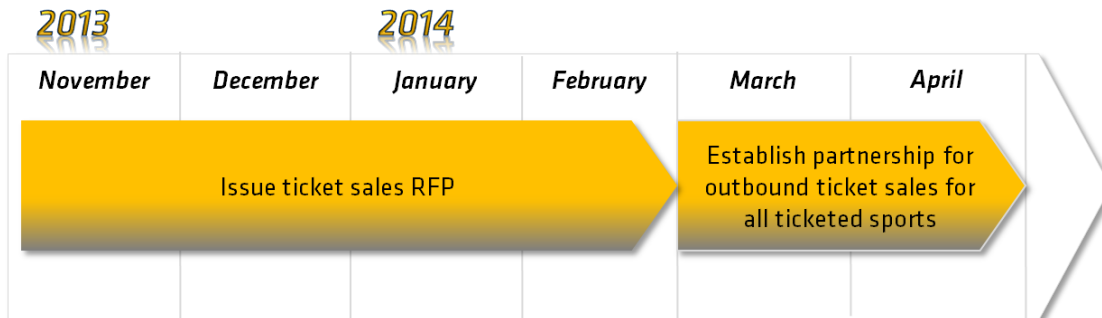 2013 2014
November December January February March April
Issue ticket sales RFP
Establish partnership for
outbound ticket sales for
all ticketed sports